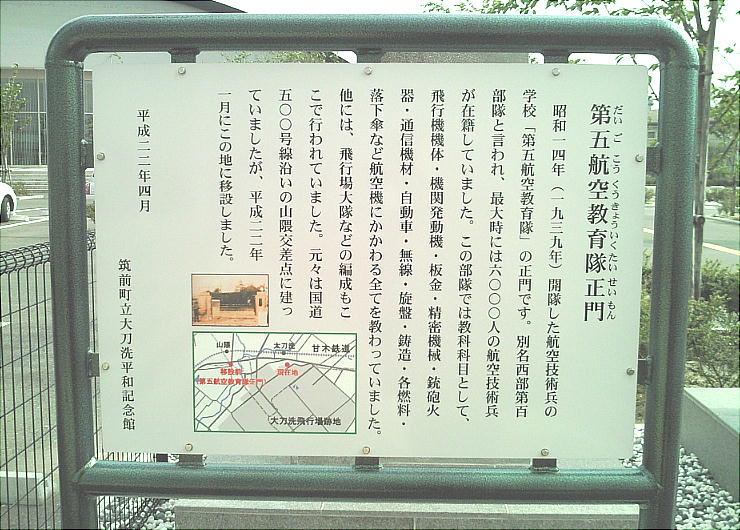 第五航空教育隊正門
だい ご こう くうきょういくたい せい もん
昭和一四年（一九三九年）開隊した航空技術兵の
学校「第五航空教育隊」の正門です。別名西部第百
部隊と言われ、最大時には六〇〇〇人の航空技術兵
が在籍していました。この部隊では教科科目として、
飛行機機体・機関発動機・板金・精密機械・銃砲火
器・通信機材・自動車・無線・旋盤・鋳造・各燃料・
落下傘など航空機にかかわる全てを教わっていました。
他には、飛行場大隊などの編成もこ
こで行われていました。元々は国道
五〇〇号線沿いの山隈交差点に建っ
ていましたが、平成二二年
一月にこの地に移設しました。
平成二二年四月
筑前町立大刀洗平和記念館
山隈
太刀洗
甘木鉄道
移設前
(第五航空教育隊正門)
現在地
大刀洗飛行場跡地